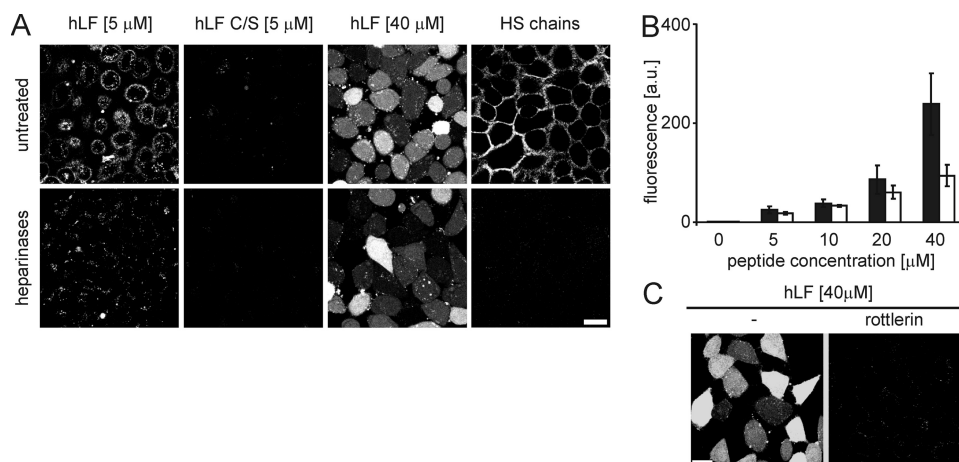 A
hLF [5 μM]
hLF C/S [5 μM]
hLF [40 μM]
HS chains
untreated
heparinases
B
fluorescence [a.u.]
400
200
0
0
5
10
20
40
peptide concentration [μM]
C
hLF [40μM]
-
rottlerin